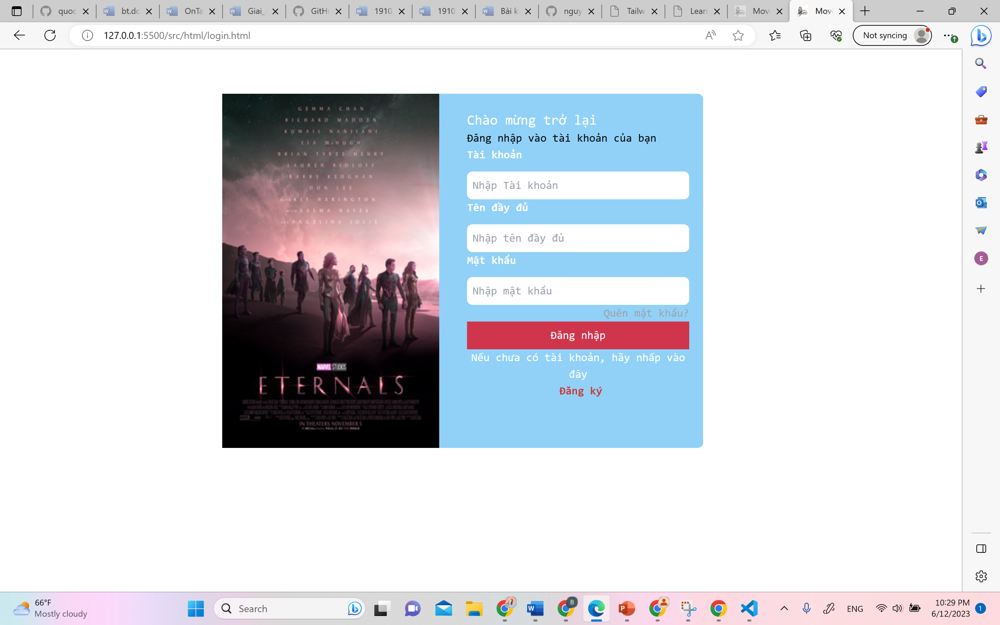 quoc
bt.do
OnTa
Giai_
GitHu
1910
1910
Bài k
nguy
Tailw
Learn
Movi
Movi
127.0.0.1:5500/src/html/login.html
Not syncing
GEMMA CHAN
RICHARD MADDEN
KUMAIL NANJIANI
LIA McHUGH
BRIAN TYREE HENRY
LAUREN RIDLOFF
BARRY KEOGHAN
DON LEE
WITH KIT HARINGTON
WITH SALMA HAYEK
AND ANGELINA JOLIE
MARVEL STUDIOS
ETERNALS
IN THEATERS NOVEMBER 5
Chào mừng trở lại
Đăng nhập vào tài khoản của bạn
Tài khoản
Nhập Tài khoản
Tên đầy đủ
Nhập tên đầy đủ
Mật khẩu
Nhập mật khẩu
Quên mật khẩu?
Đăng nhập
Nếu chưa có tài khoản, hãy nhấp vào
đây
Đăng ký
E
66°F
Mostly cloudy
Search
B
ENG
10:29 PM
6/12/2023
1